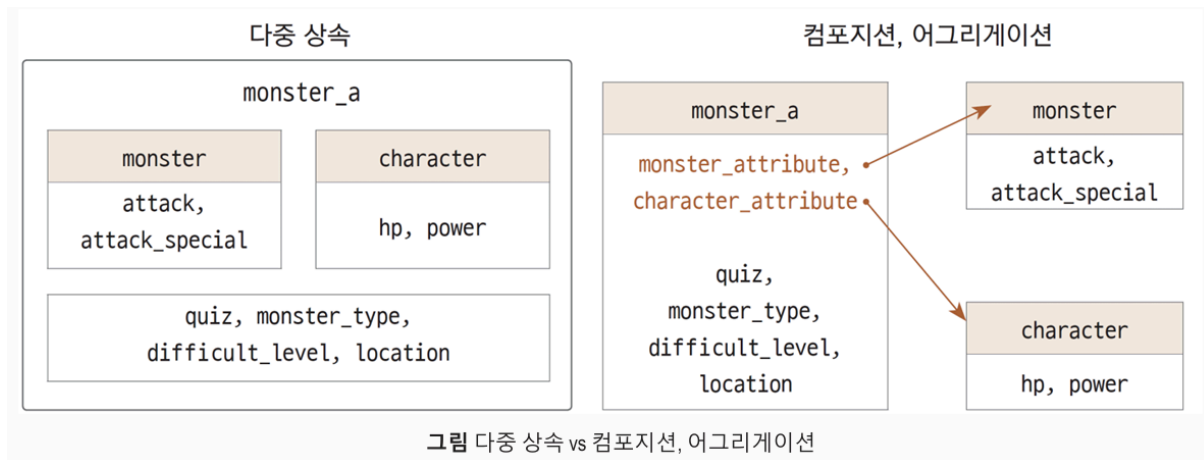 다중 상속
monster_a
monster
attack,
attack_special
character
hp, power
quiz, monster_type,
difficult_level, location
컴포지션, 어그리게이션
monster_a
monster_attribute,
character_attribute
quiz,
monster_type,
difficult_level,
location
monster
attack,
attack_special
character
hp, power
그림 다중 상속 vs 컴포지션, 어그리게이션